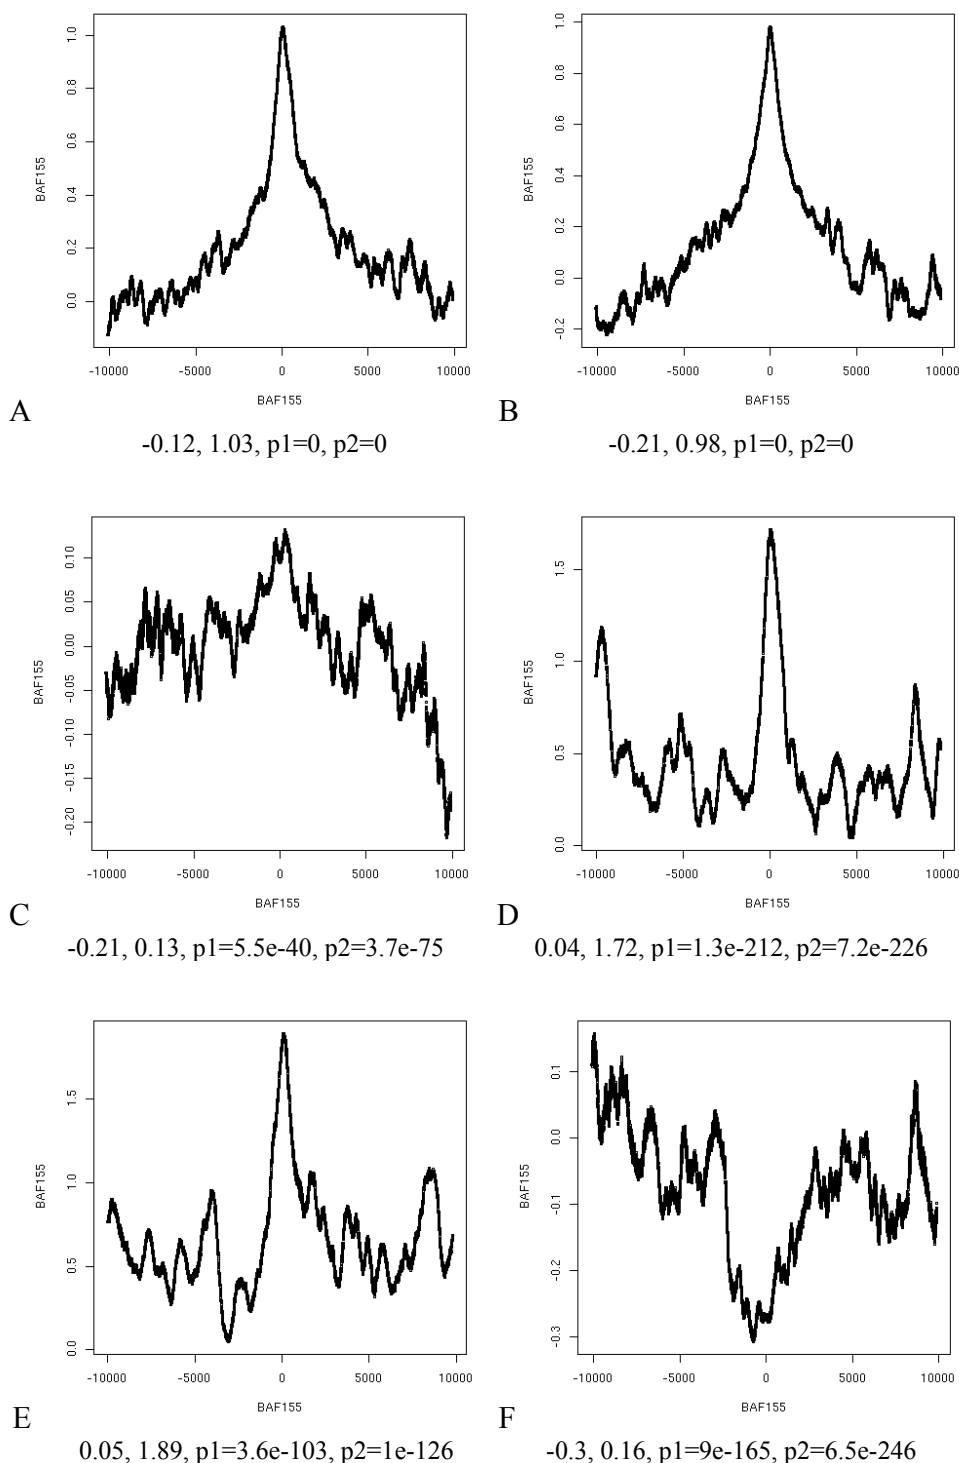 1.0
0.8
0.6
0.4
0.2
0.0
BAF155
-10000 -5000 0 5000 10000
BAF155
A
-0.12, 1.03, p1=0, p2=0
1.0
0.8
0.6
0.4
0.2
0.0
-0.2
BAF155
-10000 -5000 0 5000 10000
BAF155
B
-0.21, 0.98, p1=0, p2=0
0.10
0.05
0.00
-0.05
-0.10
-0.15
-0.20
BAF155
-10000 -5000 0 5000 10000
BAF155
C
-0.21, 0.13, p1=5.5e-40, p2=3.7e-75
1.5
1.0
0.5
0.0
BAF155
-10000 -5000 0 5000 10000
BAF155
D
0.04, 1.72, p1=1.3e-212, p2=7.2e-226
1.5
1.0
0.5
0.0
BAF155
-10000 -5000 0 5000 10000
BAF155
E
0.05, 1.89, p1=3.6e-103, p2=1e-126
0.1
0.0
-0.1
-0.2
-0.3
BAF155
-10000 -5000 0 5000 10000
BAF155
F
-0.3, 0.16, p1=9e-165, p2=6.5e-246